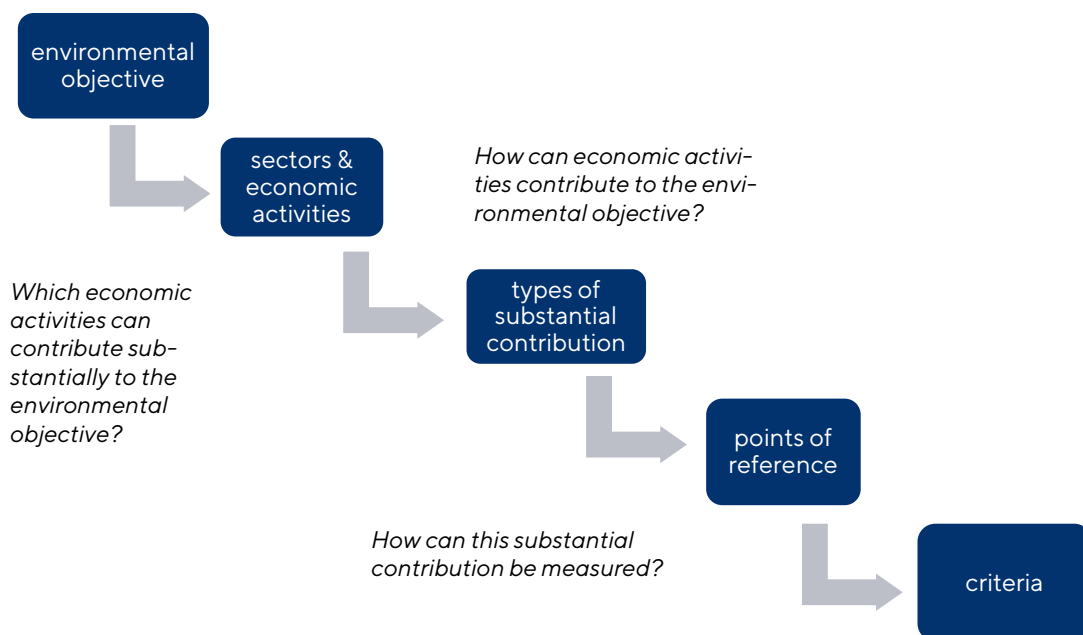 environmental
objective
sectors &
economic
activities
How can economic activi-
ties contribute to the envi-
ronmental objective?
Which economic
activities can
contribute sub-
stantially to the
environmental
objective?
types of
substantial
contribution
points of
reference
How can this substantial
contribution be measured?
criteria